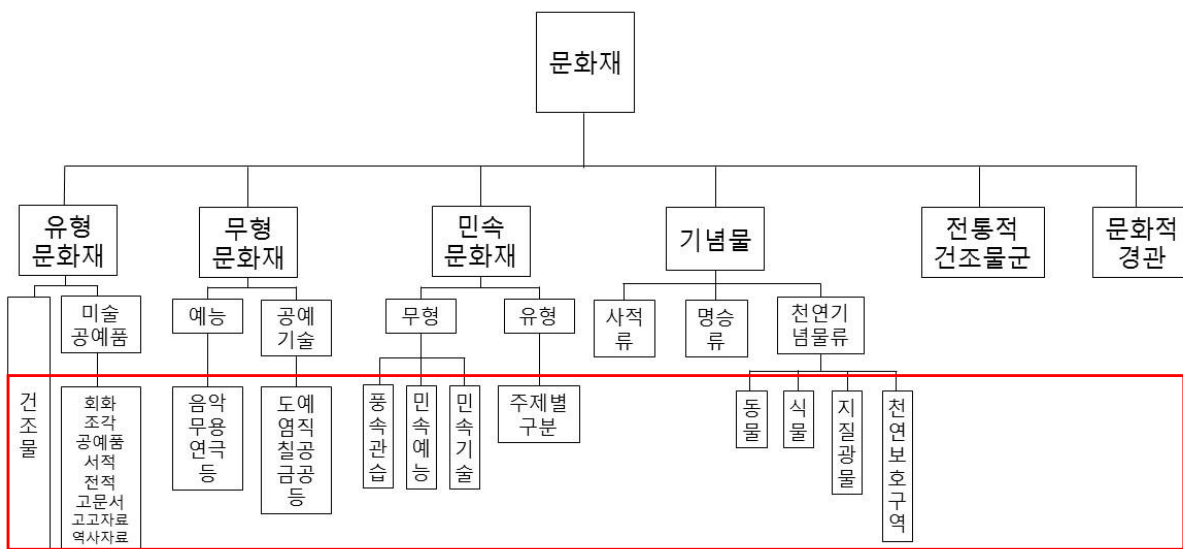 문화재
유형
문화재
무형
문화재
민속
문화재
기념물
전통적
건조물군
문화적
경관
미술
공예품
예능
공예
기술
무형
유형
사적
류
명승
류
천연기
념물류
건
조
물
회화
조각
공예품
서적
전적
고문서
고고자료
역사자료
음악
무용
연극
등
도예
염직
칠공
금공
등
풍
속
관
습
민
속
예
능
민
속
기
술
주제별
구분
동
물
식
물
지
질
광
물
천
연
보
호
구
역